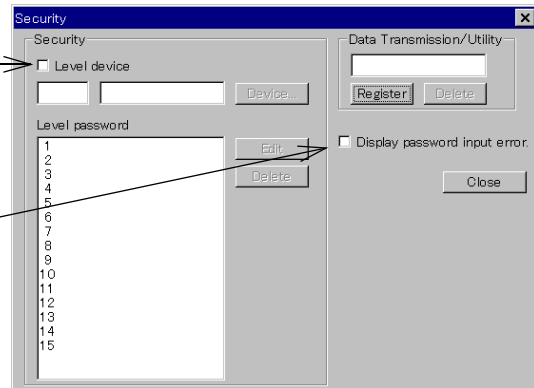 Security
Security
Level device
Device...
Level password
1
2
3
4
5
6
7
8
9
10
11
12
13
14
15
Edit
Delete
Data Transmission/Utility
Register
Delete
Display password input error.
Close